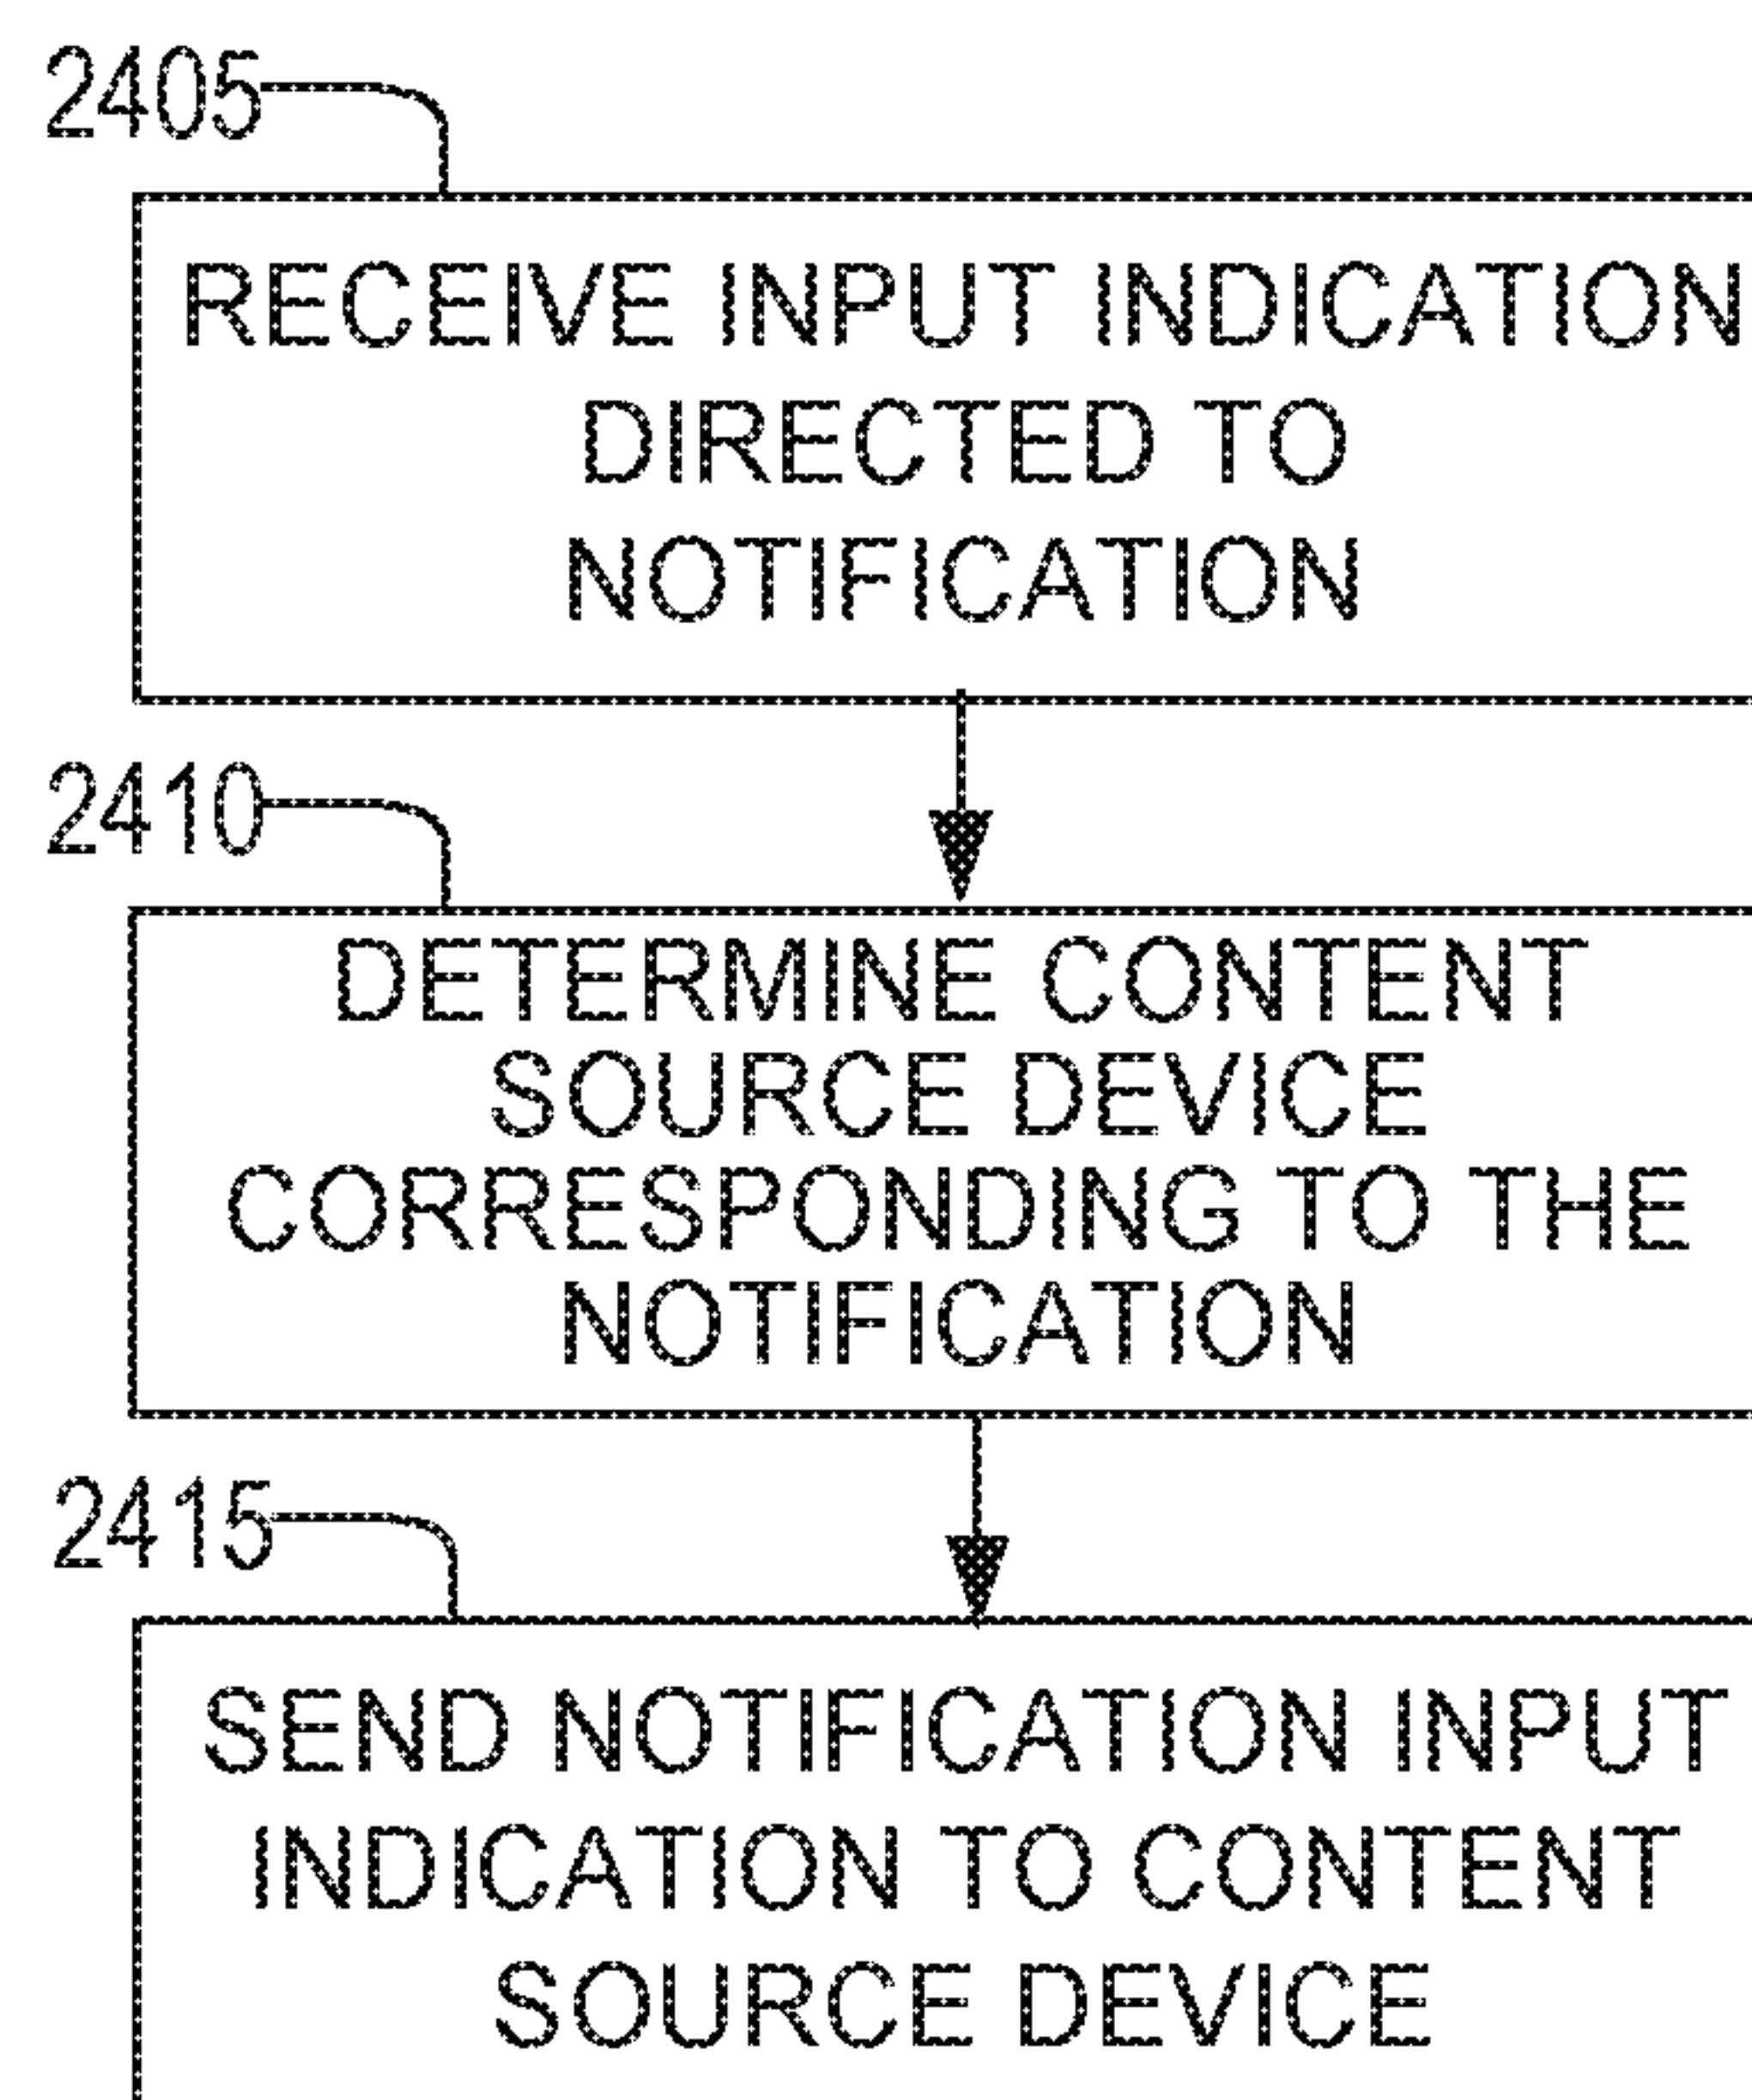 2405
RECEIVE INPUT INDICATION
DIRECTED TO
NOTIFICATION
2410
DETERMINE CONTENT
SOURCE DEVICE
CORRESPONDING TO THE
NOTIFICATION
2415
SEND NOTIFICATION INPUT
INDICATION TO CONTENT
SOURCE DEVICE